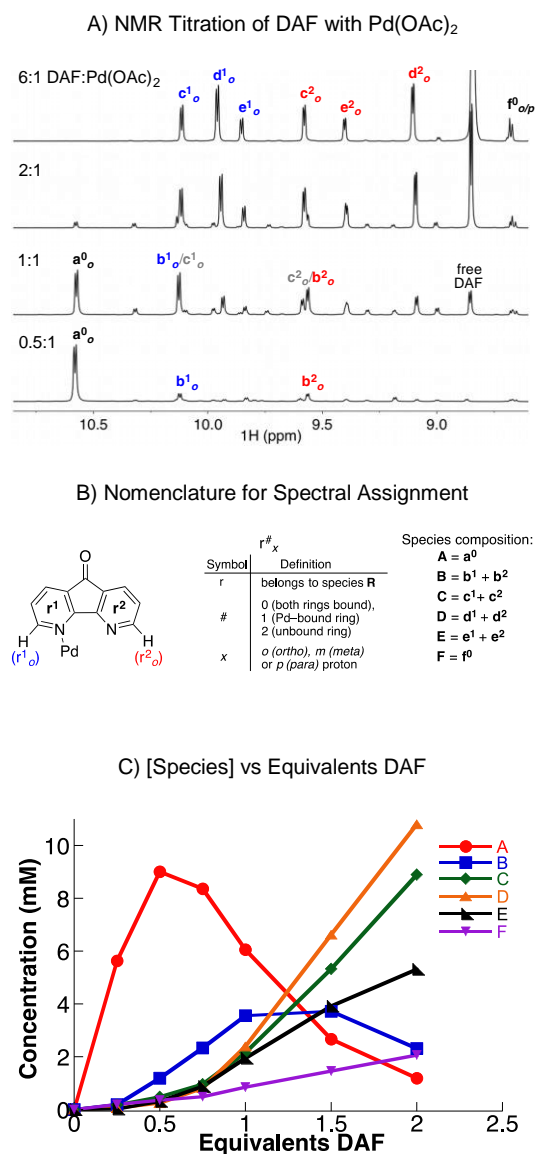 A) NMR Titration of DAF with Pd(OAc)2
6:1 DAF:Pd(OAc)2
c1o
d1o
e1o
c2o
e2o
d2o
f0o/p
2:1
1:1
a0o
b1o/c1o
c2o/b2o
free
DAF
0.5:1
a0o
b1o
b2o
10.5 10.0 9.5 9.0
1H (ppm)
B) Nomenclature for Spectral Assignment
O
r1 r2
H N N H
(r1o) Pd (r2o)
r#x
Symbol Definition
r belongs to species R
# 0 (both rings bound),
1 (Pd–bound ring)
2 (unbound ring)
x o (ortho), m (meta)
or p (para) proton
Species composition:
A = a0
B = b1 + b2
C = c1+ c2
D = d1 + d2
E = e1 + e2
F = f0
C) [Species] vs Equivalents DAF
Concentration (mM)
10
8
6
4
2
0
A
B
C
D
E
F
0 0.5 1 1.5 2 2.5
Equivalents DAF